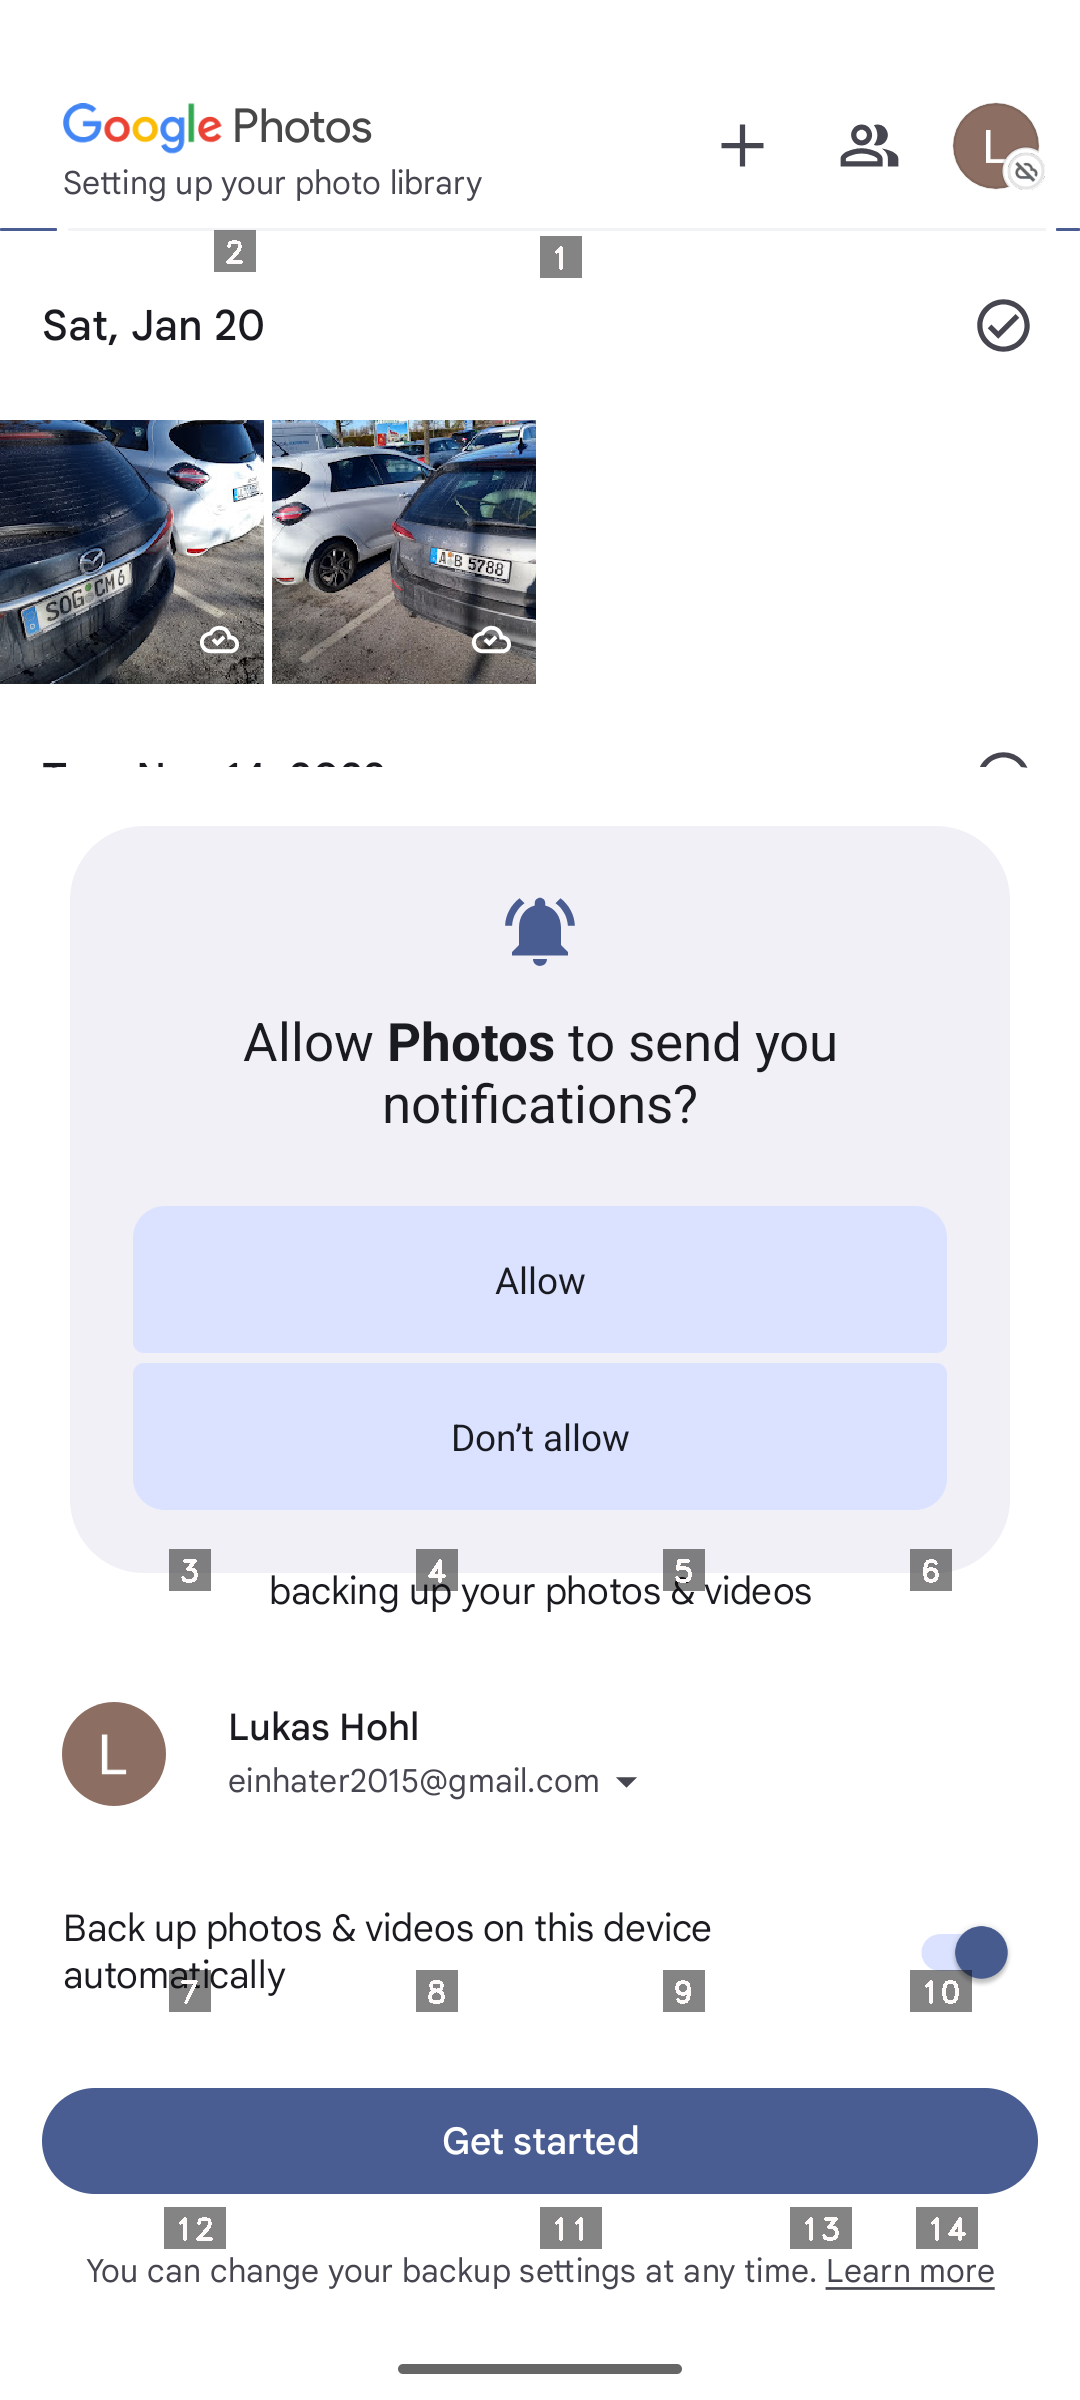 Google Photos
Setting up your photo library
2
1
Sat, Jan 20
SOG CM 6
A B 5788
Allow Photos to send you
notifications?
Allow
Don't allow
3
4
5
6
backing up your photos & videos
L
Lukas Hohl
einhater2015@gmail.com
Back up photos & videos on this device
automatically
7
8
9
10
Get started
12
11
13
14
You can change your backup settings at any time. Learn more